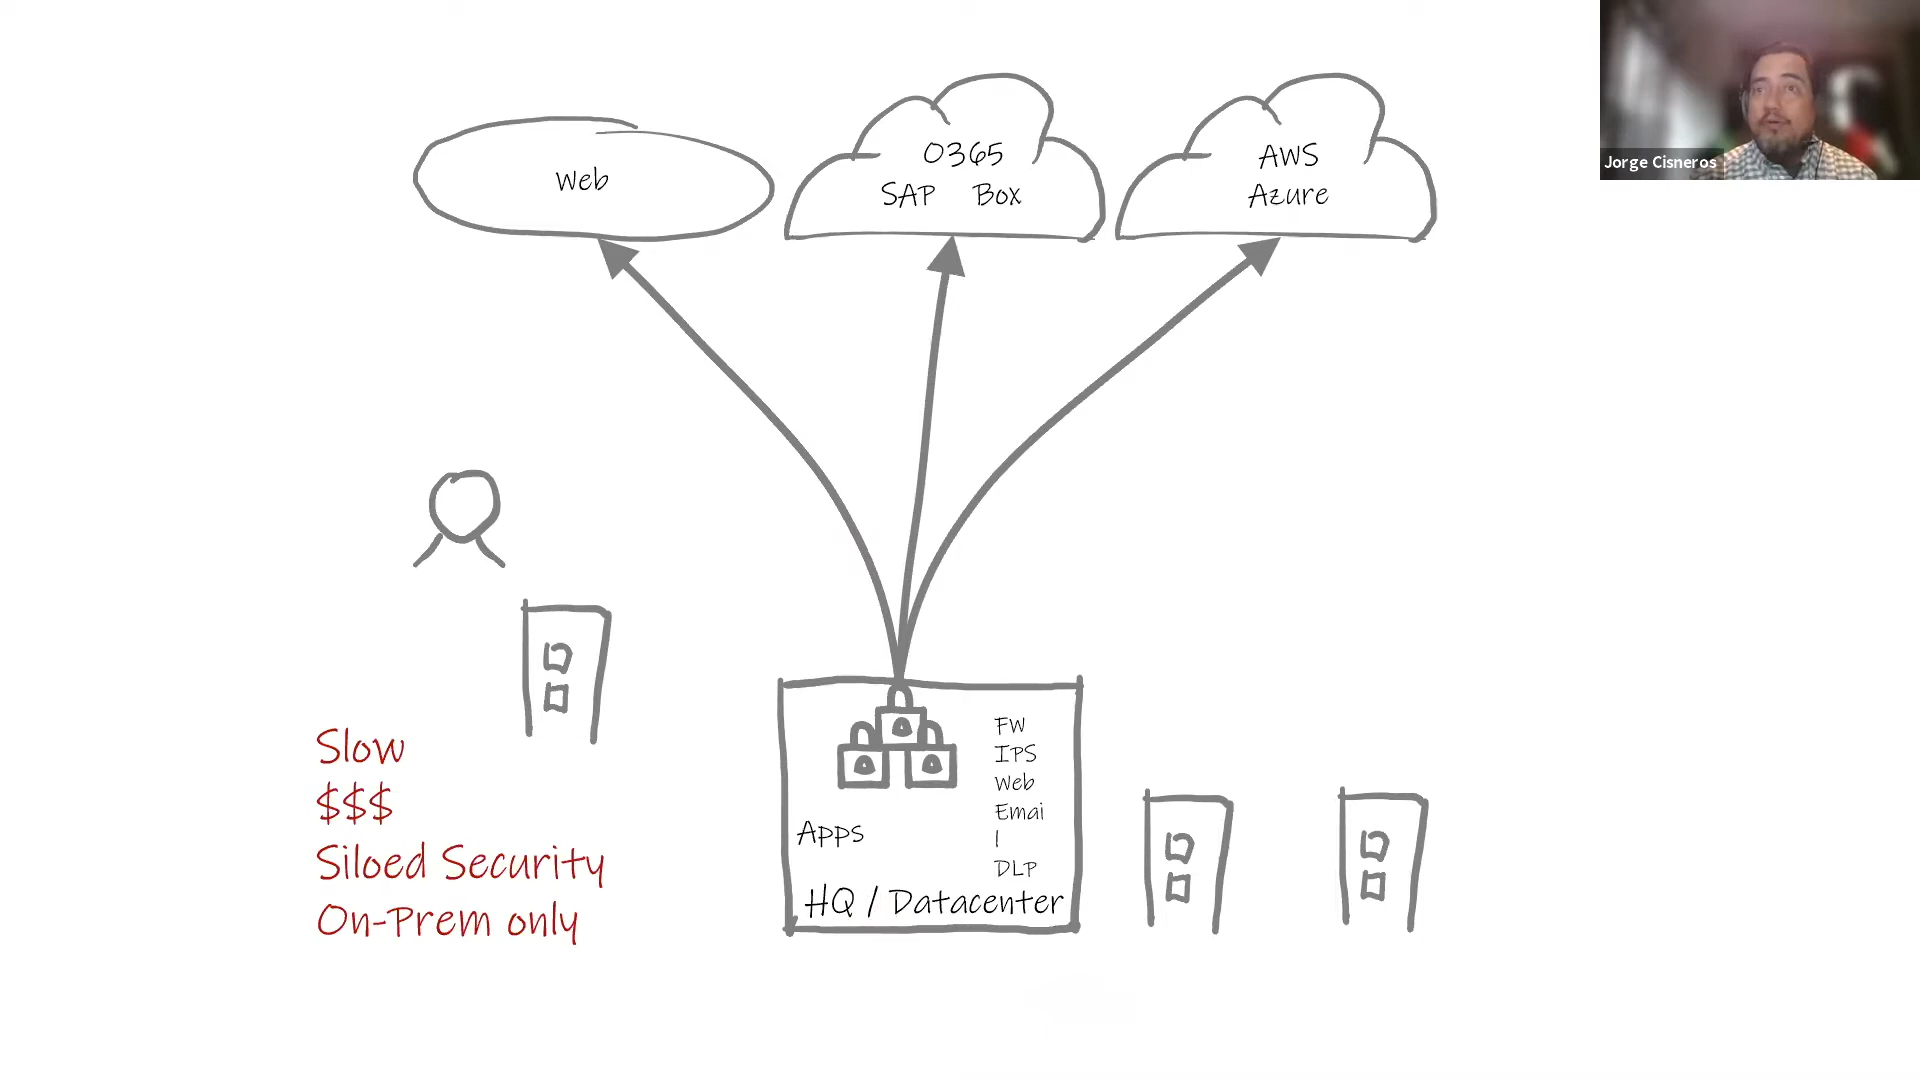 Jorge Cisneros
Web
O365
SAP Box
AWS
Azure
Slow
$$$
Siloed Security
On-Prem only
FW
IPS
Web
Emai
l
DLP
Apps
HQ / Datacenter